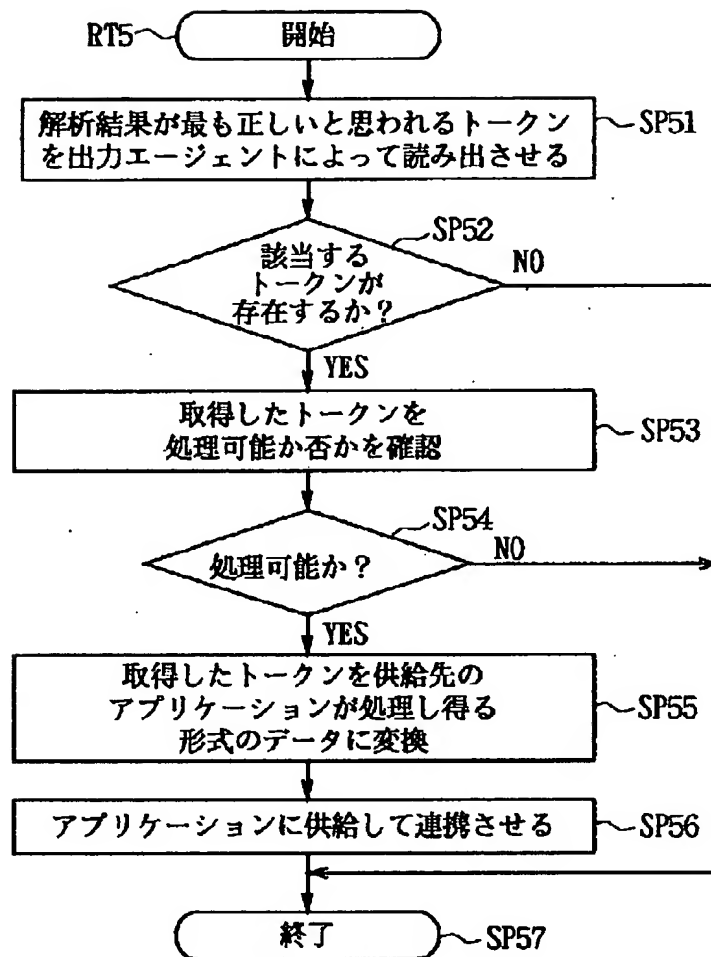 RT5
開始
解析結果が最も正しいと思われるトークン
を出力エージェントによって読み出させる
SP51
SP52
該当する
トークンが
存在するか？
NO
YES
取得したトークンを
処理可能か否かを確認
SP53
SP54
処理可能か？
NO
YES
取得したトークンを供給先の
アプリケーションが処理し得る
形式のデータに変換
SP55
アプリケーションに供給して連携させる
SP56
終了
SP57